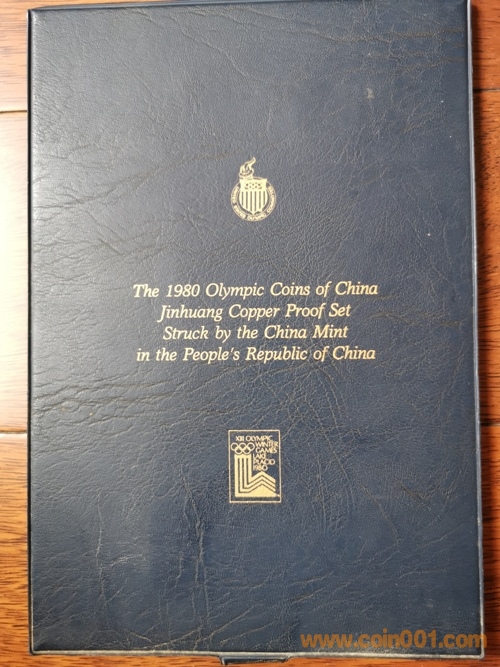 The 1980 Olympic Coins of China
Jinhuang Copper Proof Set
Struck by the China Mint
in the People's Republic of China
XIII OLYMPIC
WINTER
GAMES
LAKE
PLACID
1980
www.coin001.com